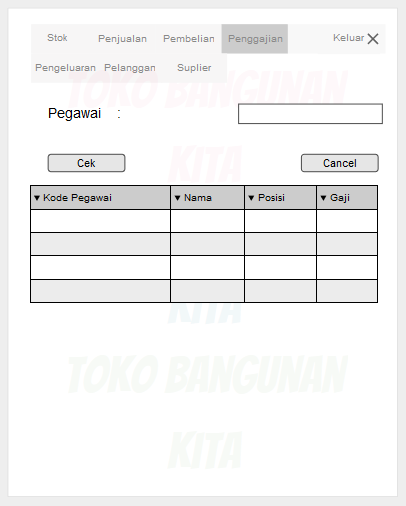 Stok Penjualan Pembelian Penggajian Keluar
Pengeluaran Pelanggan Suplier
TOKO BANGUNAN
Pegawai :
KITA
Cek Cancel
Kode Pegawai Nama Posisi Gaji
KITA
TOKO BANGUNAN
KITA